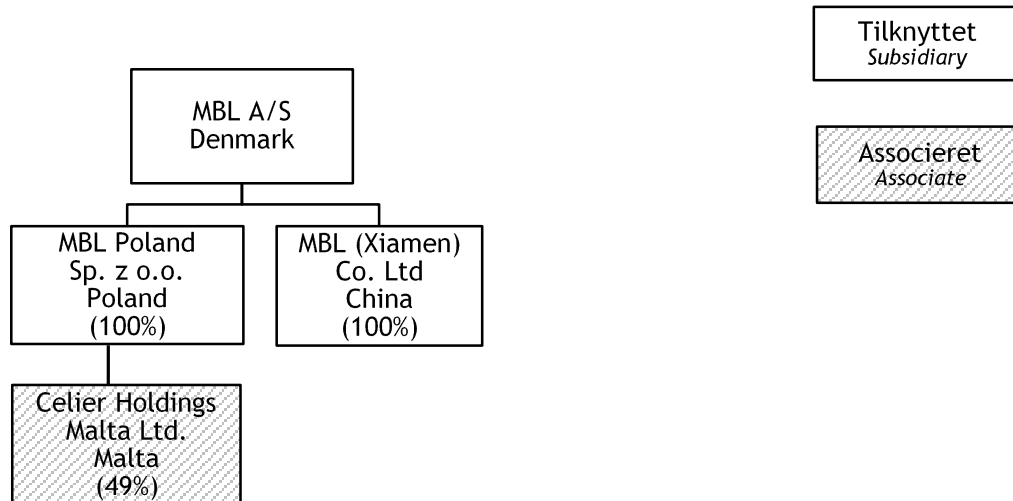 Tilknyttet
Subsidiary
MBL A/S
Denmark
Associeret
Associate
MBL Poland
Sp. z o.o.
Poland
(100%)
MBL (Xiamen)
Co. Ltd
China
(100%)
Celier Holdings
Malta Ltd.
Malta
(49%)